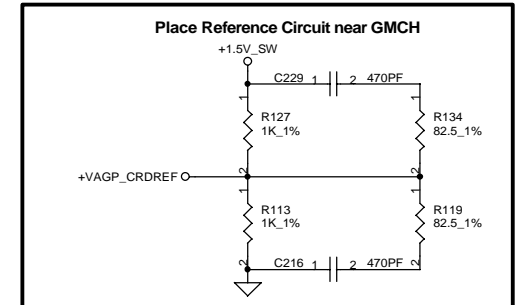 Place Reference Circuit near GMCH
+1.5V_SW
C229 1 2 470PF
1 1
R127 R134
1K_1% 82.5_1%
2 2
+VAGP_CRDREF
1 1
R113 R119
1K_1% 82.5_1%
2 2
C216 1 2 470PF